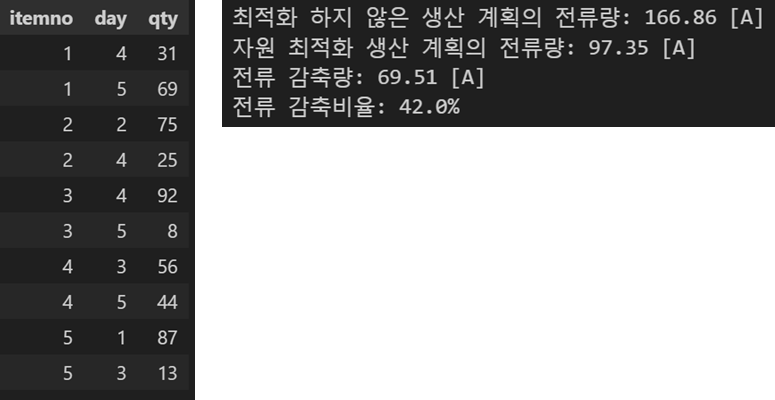 itemno day qty
1 4 31
1 5 69
2 2 75
2 4 25
3 4 92
3 5 8
4 3 56
4 5 44
5 1 87
5 3 13
최적화 하지 않은 생산 계획의 전류량: 166.86 [A]
자원 최적화 생산 계획의 전류량: 97.35 [A]
전류 감축량: 69.51 [A]
전류 감축비율: 42.0%